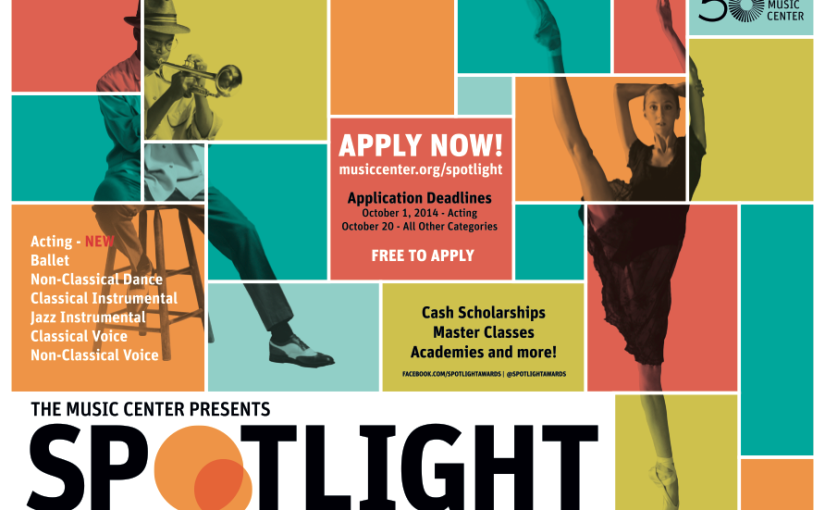 50
MUSIC
CENTER
APPLY NOW!
musiccenter.org/spotlight
Application Deadlines
October 1, 2014 - Acting
October 20 - All Other Categories
FREE TO APPLY
Acting - NEW
Ballet
Non-Classical Dance
Classical Instrumental
Jazz Instrumental
Classical Voice
Non-Classical Voice
Cash Scholarships
Master Classes
Academies and more!
FACEBOOK.COM/SPOTLIGHTAWARDS | @SPOTLIGHTAWARDS
THE MUSIC CENTER PRESENTS
SPOTLIGHT